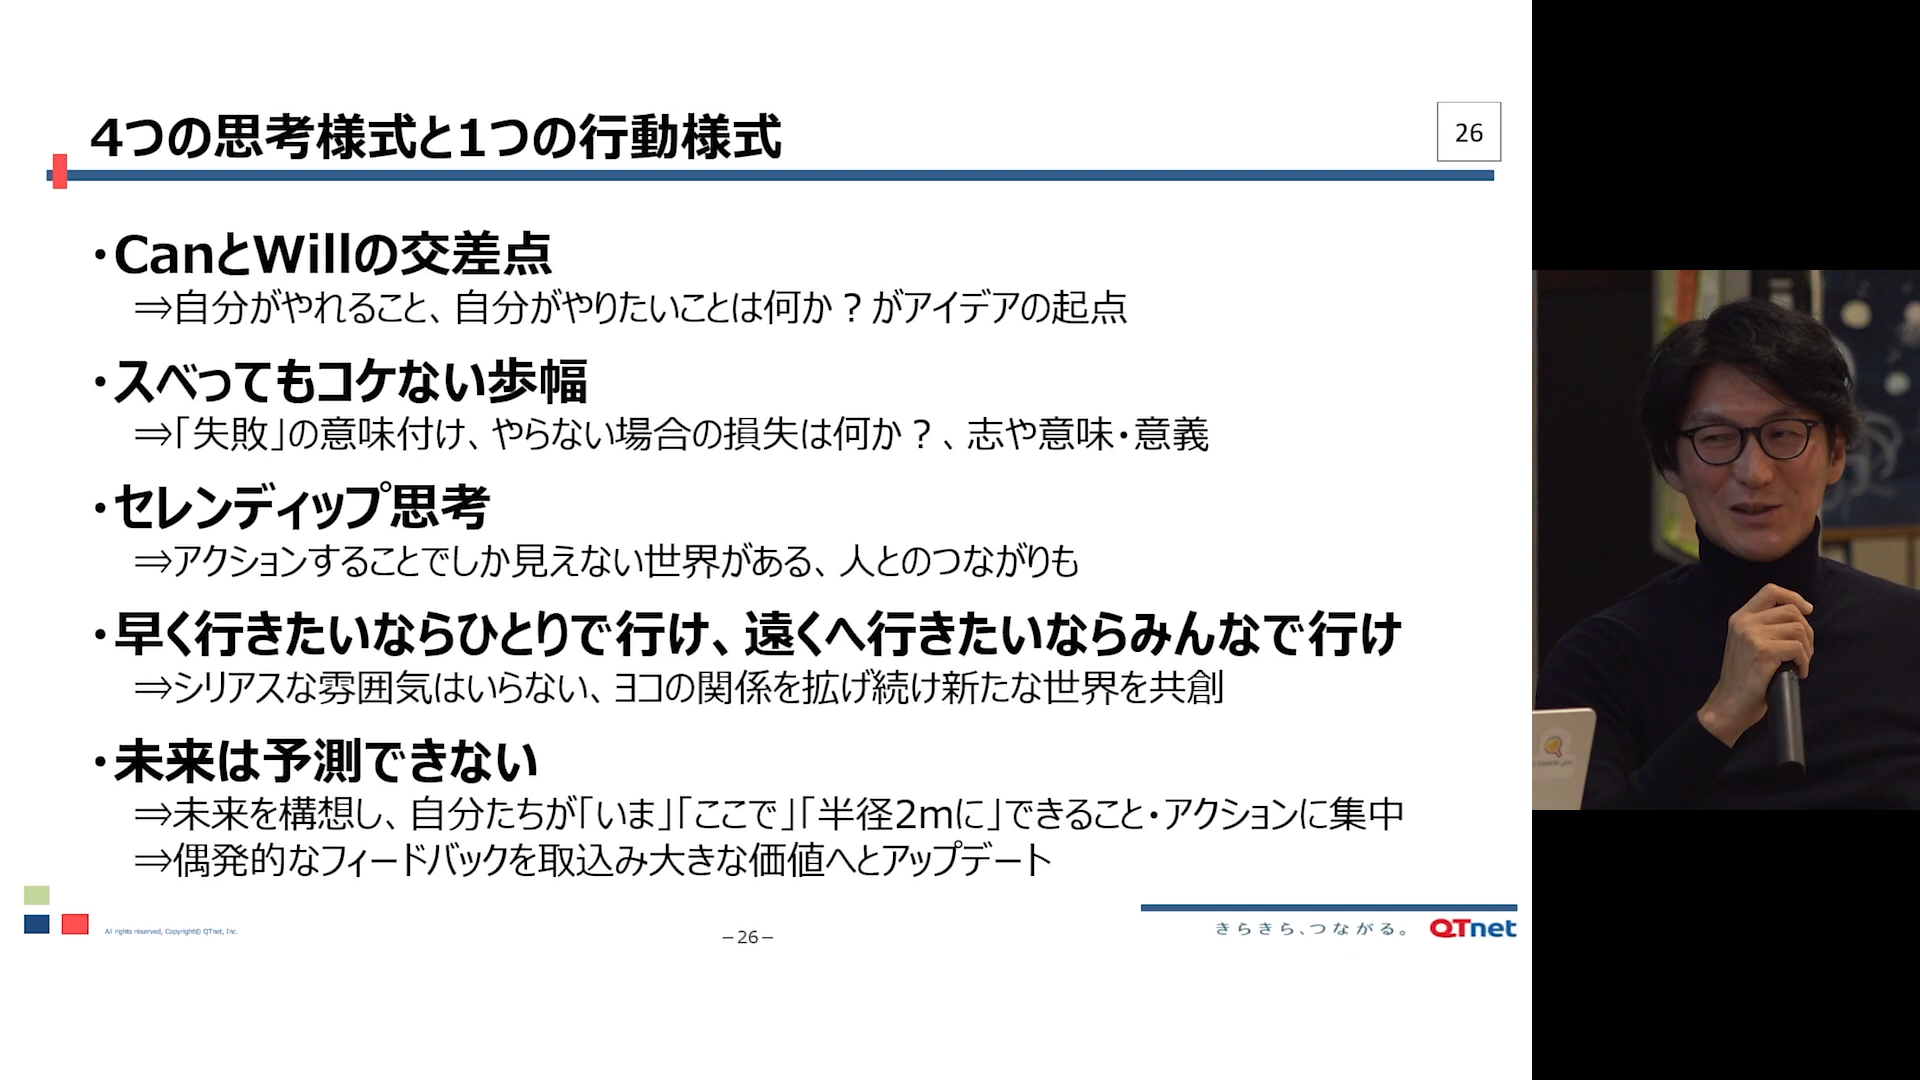 4つの思考様式と1つの行動様式
26
・CanとWillの交差点
⇒自分がやれること、自分がやりたいことは何か？がアイデアの起点
・スベってもコケない歩幅
⇒「失敗」の意味付け、やらない場合の損失は何か？、志や意味・意義
・セレンディップ思考
⇒アクションすることでしか見えない世界がある、人とのつながりも
・早く行きたいならひとりで行け、遠くへ行きたいならみんなで行け
⇒シリアスな雰囲気はいらない、ヨコの関係を拡げ続け新たな世界を共創
・未来は予測できない
⇒未来を構想し、自分たちが「いま」「ここで」「半径2mに」できること・アクションに集中
⇒偶発的なフィードバックを取込み大きな価値へとアップデート
All rights reserved, Copyright© QTnet, Inc.
－26－
きらきら、つながる。
QTnet